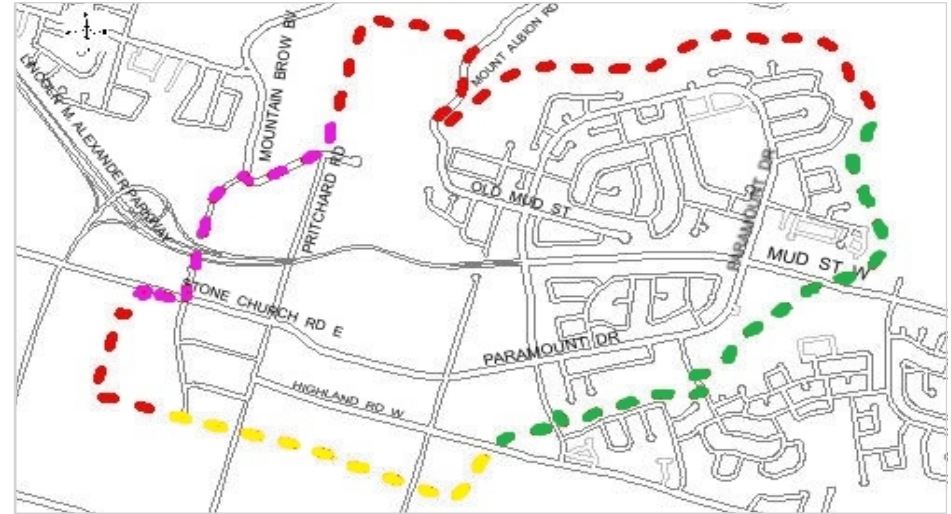 MOUNT ALBION RD
MOUNTAIN BROW BV
LINCOLN M. ALEXANDER PARKWAY
PRITCHARD RD
OLD MUD ST
PARAMOUNT DR
MUD ST W
STONE CHURCH RD E
PARAMOUNT DR
HIGHLAND RD W